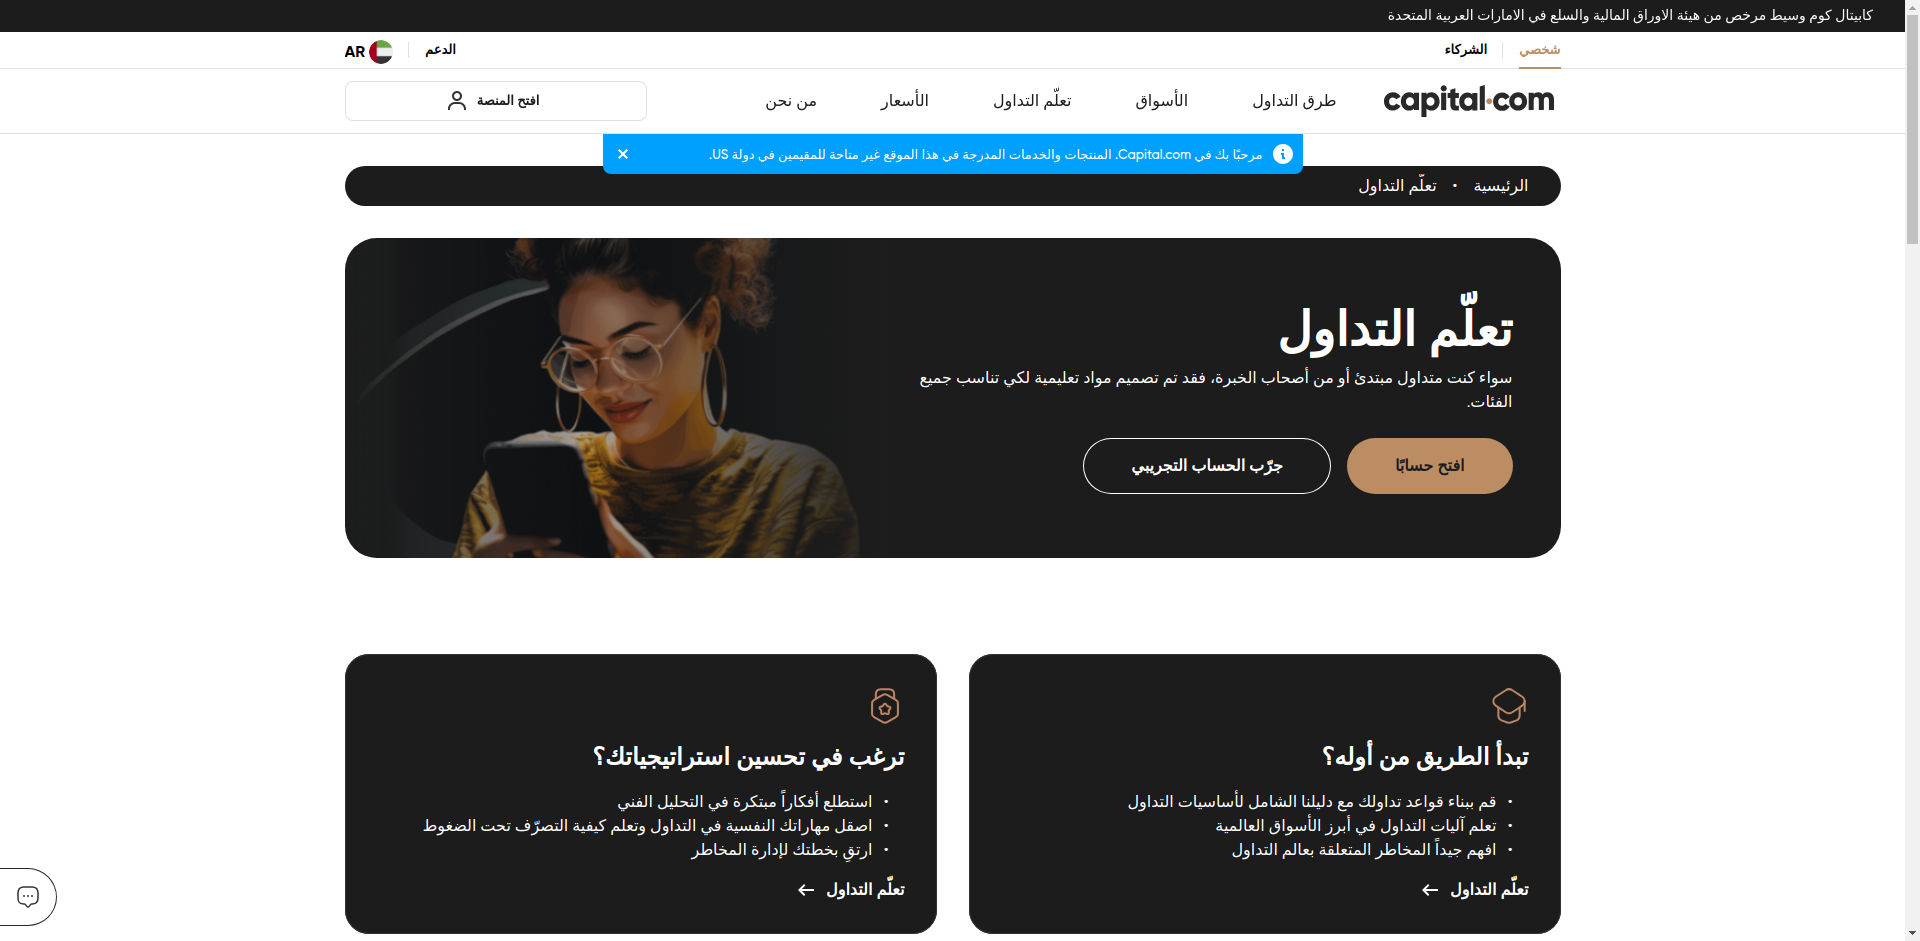 كابيتال كوم وسيط مرخص من هيئة الاوراق المالية والسلع في الامارات العربية المتحدة
شخصي
الشركاء
الدعم
AR
capital.com
طرق التداول
الأسواق
تعلّم التداول
الأسعار
من نحن
افتح المنصة
مرحبًا بك في Capital.com. المنتجات والخدمات المدرجة في هذا الموقع غير متاحة للمقيمين في دولة US.
الرئيسية • تعلّم التداول
تعلّم التداول
سواء كنت متداول مبتدئ أو من أصحاب الخبرة، فقد تم تصميم مواد تعليمية لكي تناسب جميع
الفئات.
افتح حسابًا
جرّب الحساب التجريبي
تبدأ الطريق من أوله؟
• قم ببناء قواعد تداولك مع دليلنا الشامل لأساسيات التداول
• تعلم آليات التداول في أبرز الأسواق العالمية
• افهم جيداً المخاطر المتعلقة بعالم التداول
تعلّم التداول
ترغب في تحسين استراتيجياتك؟
• استطلع أفكاراً مبتكرة في التحليل الفني
• اصقل مهاراتك النفسية في التداول وتعلم كيفية التصرّف تحت الضغوط
• ارتقِ بخطتك لإدارة المخاطر
تعلّم التداول